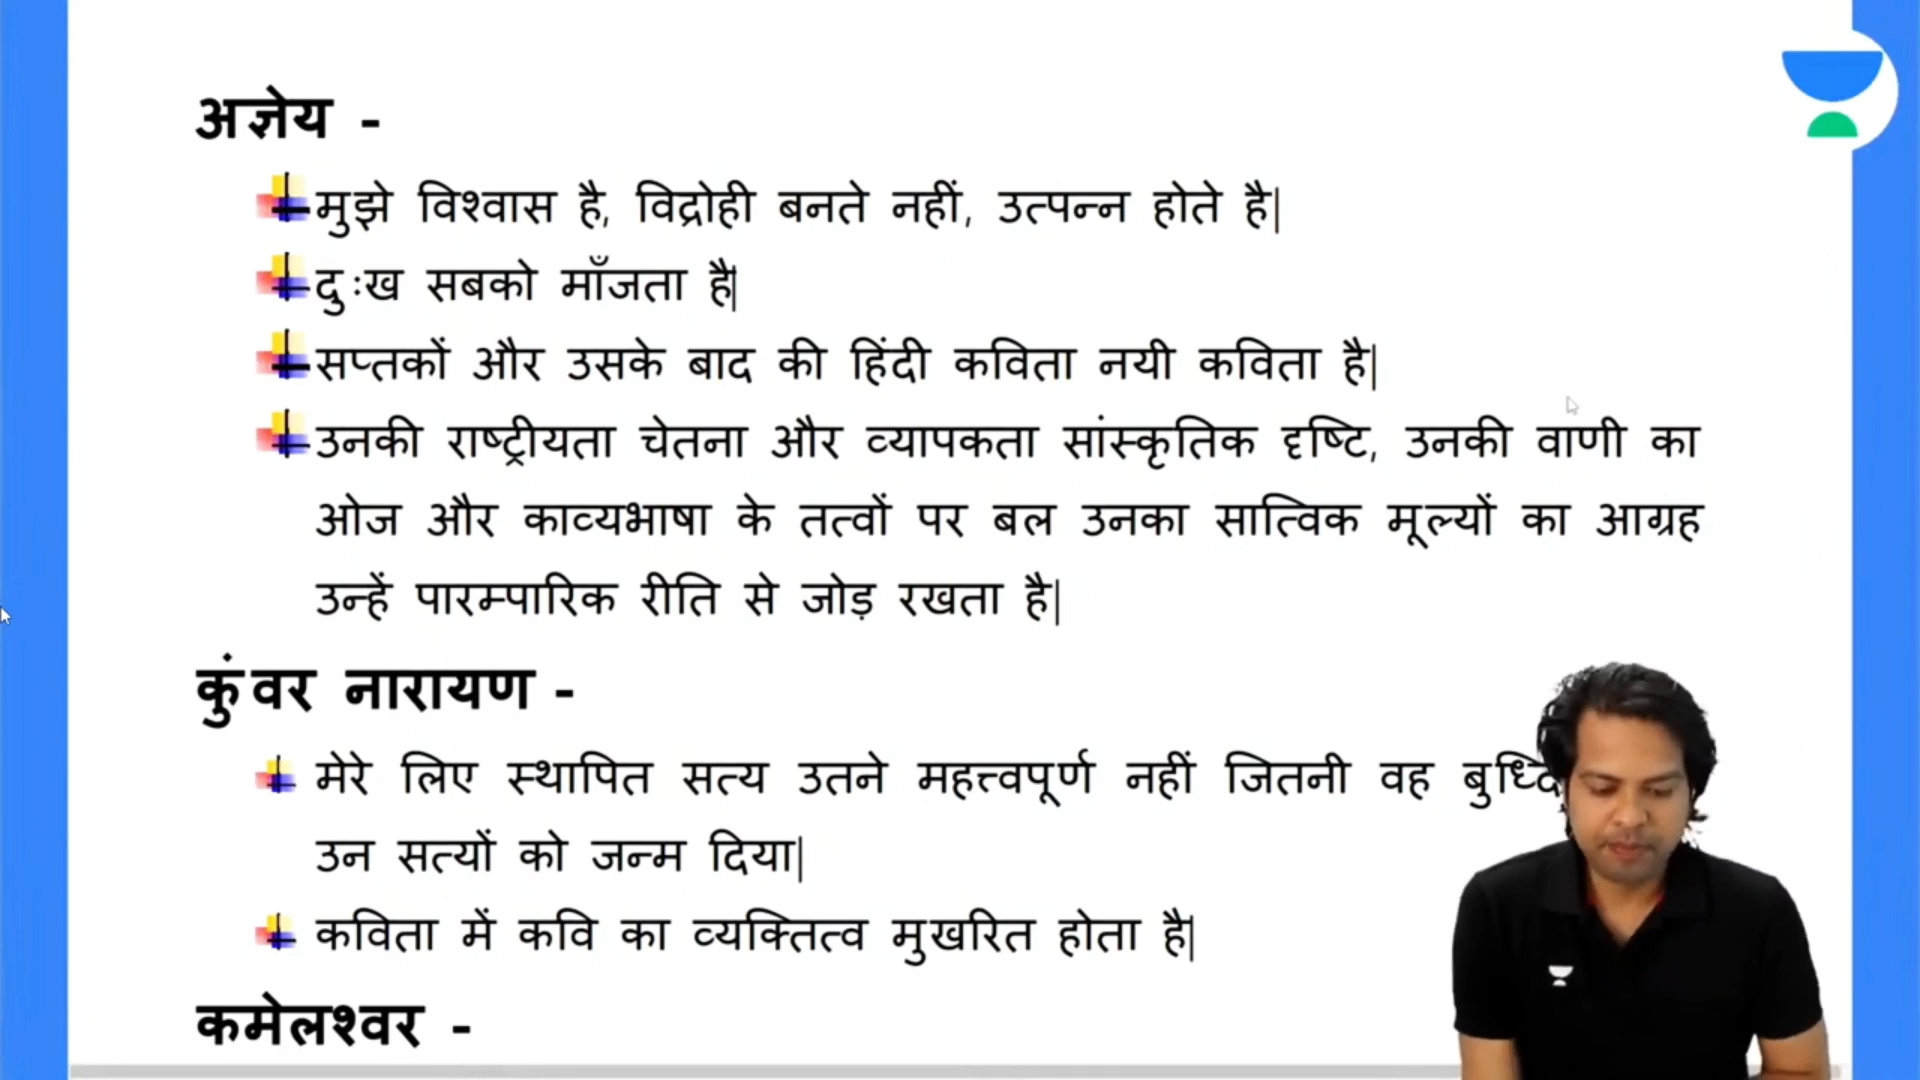 अज्ञेय -
मुझे विश्वास है, विद्रोही बनते नहीं, उत्पन्न होते है|
दुःख सबको माँजता है|
सप्तकों और उसके बाद की हिंदी कविता नयी कविता है|
उनकी राष्ट्रीयता चेतना और व्यापकता सांस्कृतिक दृष्टि, उनकी वाणी का
ओज और काव्यभाषा के तत्वों पर बल उनका सात्विक मूल्यों का आग्रह
उन्हें पारम्पारिक रीति से जोड़ रखता है|
कुंवर नारायण -
मेरे लिए स्थापित सत्य उतने महत्त्वपूर्ण नहीं जितनी वह
उन सत्यों को जन्म दिया|
कविता में कवि का व्यक्तित्व मुखरित होता है|
कमेलश्वर -